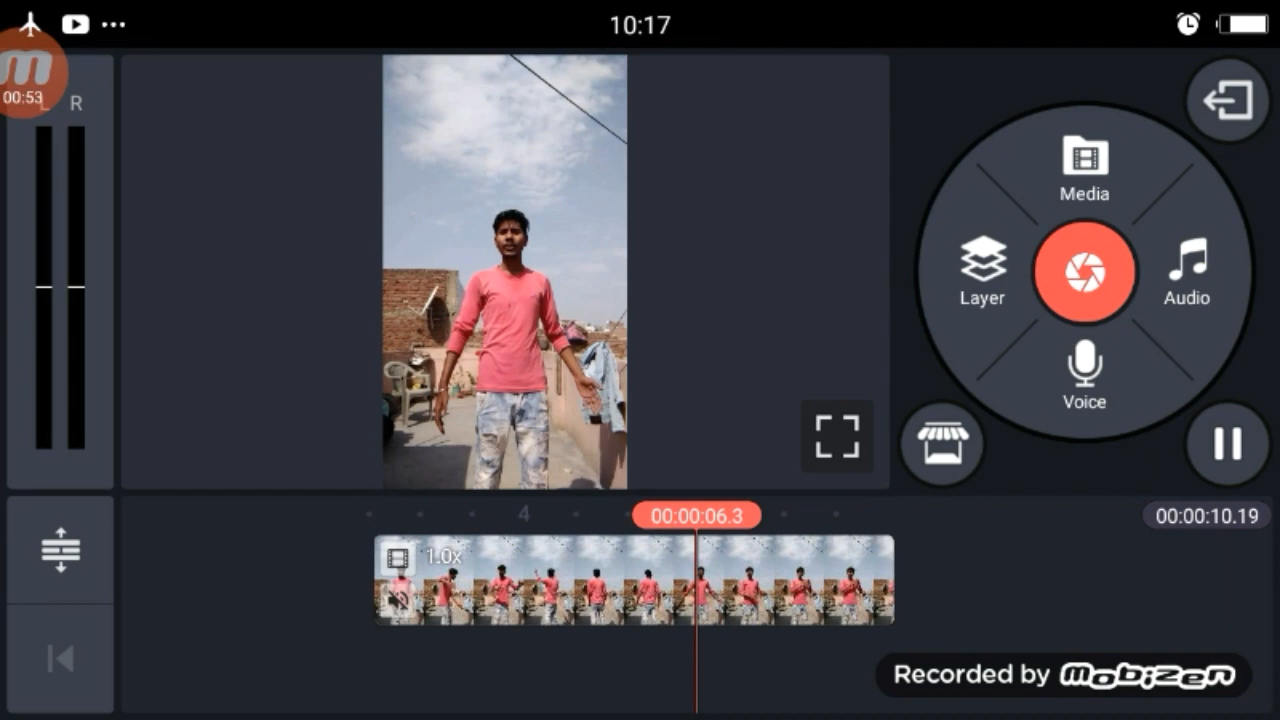 10:17
00:53
L R
Media
Layer
Audio
Voice
4
00:00:06.3
00:00:10.19
1.0x
Recorded by mobizen